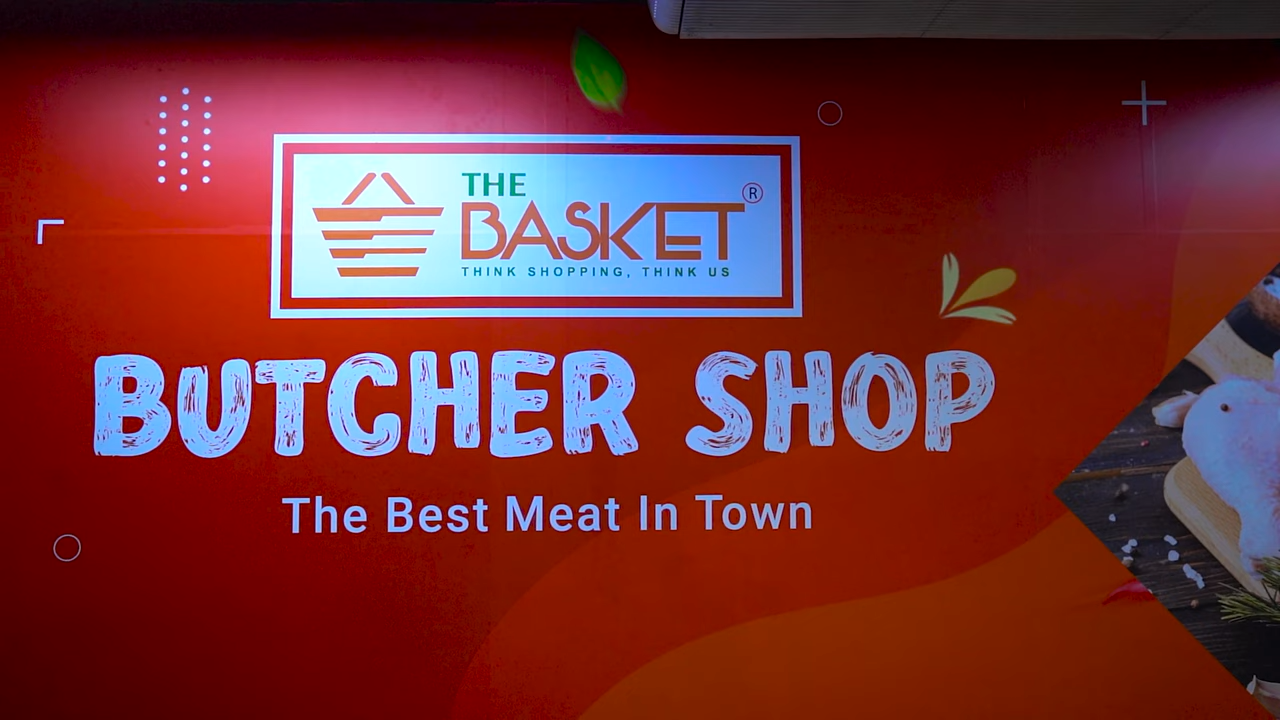 THE
BASKET®
THINK SHOPPING, THINK US
BUTCHER SHOP
The Best Meat In Town